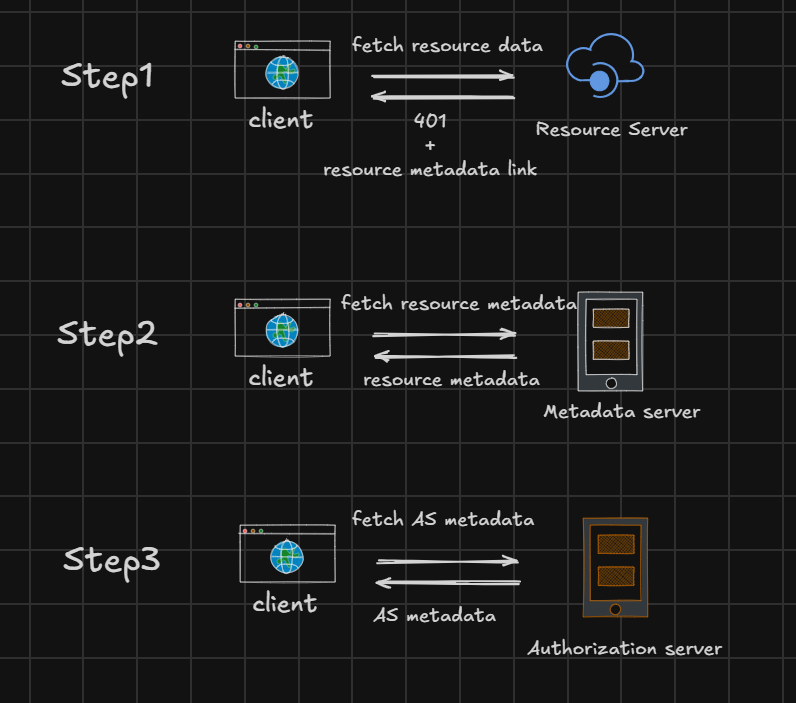 Step1
fetch resource data
client
401
+
resource metadata link
Resource Server
Step2
fetch resource metadata
client
resource metadata
Metadata server
Step3
fetch AS metadata
client
AS metadata
Authorization server